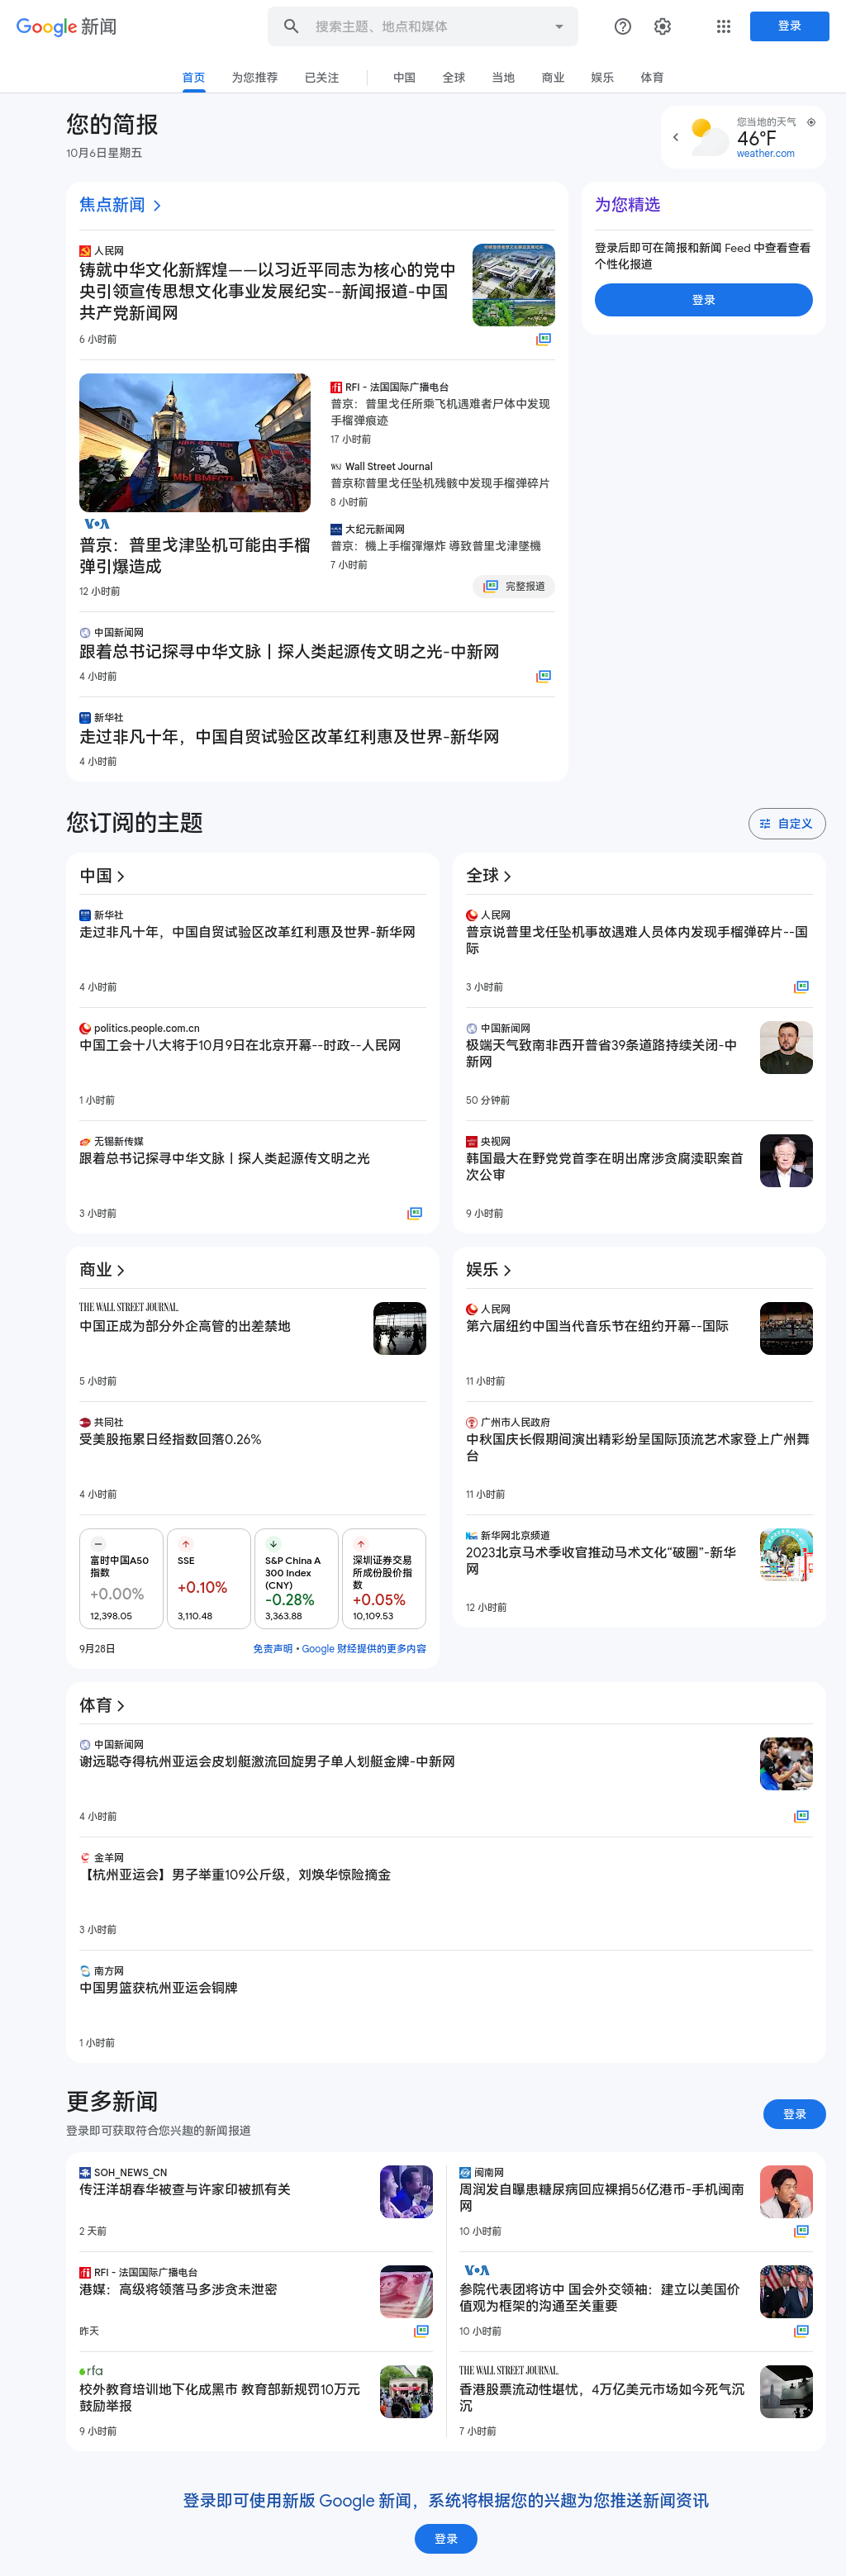 Google 新闻
搜索主题、地点和媒体
登录
首页
为您推荐
已关注
中国
全球
当地
商业
娱乐
体育
您的简报
10月6日星期五
您当地的天气
46°F
weather.com
焦点新闻
人民网
铸就中华文化新辉煌——以习近平同志为核心的党中
央引领宣传思想文化事业发展纪实--新闻报道-中国
共产党新闻网
6 小时前
为您精选
登录后即可在简报和新闻 Feed 中查看查看
个性化报道
登录
VOA
普京：普里戈津坠机可能由手榴
弹引爆造成
12 小时前
RFI - 法国国际广播电台
普京：普里戈任所乘飞机遇难者尸体中发现
手榴弹痕迹
17 小时前
WSJ Wall Street Journal
普京称普里戈任坠机残骸中发现手榴弹碎片
8 小时前
大纪元新闻网
普京：機上手榴彈爆炸 導致普里戈津墜機
7 小时前
完整报道
中国新闻网
跟着总书记探寻中华文脉丨探人类起源传文明之光-中新网
4 小时前
新华社
走过非凡十年，中国自贸试验区改革红利惠及世界-新华网
4 小时前
您订阅的主题
自定义
中国
新华社
走过非凡十年，中国自贸试验区改革红利惠及世界-新华网
4 小时前
politics.people.com.cn
中国工会十八大将于10月9日在北京开幕--时政--人民网
1 小时前
无锡新传媒
跟着总书记探寻中华文脉丨探人类起源传文明之光
3 小时前
全球
人民网
普京说普里戈任坠机事故遇难人员体内发现手榴弹碎片--国
际
3 小时前
中国新闻网
极端天气致南非西开普省39条道路持续关闭-中
新网
50 分钟前
央视网
韩国最大在野党党首李在明出席涉贪腐渎职案首
次公审
9 小时前
商业
THE WALL STREET JOURNAL.
中国正成为部分外企高管的出差禁地
5 小时前
共同社
受美股拖累日经指数回落0.26%
4 小时前
富时中国A50
指数
+0.00%
12,398.05
SSE
+0.10%
3,110.48
S&P China A
300 Index
(CNY)
-0.28%
3,363.88
深圳证券交易
所成份股价指
数
+0.05%
10,109.53
9月28日
免责声明 • Google 财经提供的更多内容
娱乐
人民网
第六届纽约中国当代音乐节在纽约开幕--国际
11 小时前
广州市人民政府
中秋国庆长假期间演出精彩纷呈国际顶流艺术家登上广州舞
台
11 小时前
新华网北京频道
2023北京马术季收官推动马术文化“破圈”-新华
网
12 小时前
体育
中国新闻网
谢远聪夺得杭州亚运会皮划艇激流回旋男子单人划艇金牌-中新网
4 小时前
金羊网
【杭州亚运会】男子举重109公斤级，刘焕华惊险摘金
3 小时前
南方网
中国男篮获杭州亚运会铜牌
1 小时前
更多新闻
登录即可获取符合您兴趣的新闻报道
登录
SOH_NEWS_CN
传汪洋胡春华被查与许家印被抓有关
2 天前
RFI - 法国国际广播电台
港媒：高级将领落马多涉贪未泄密
昨天
rfa
校外教育培训地下化成黑市 教育部新规罚10万元
鼓励举报
9 小时前
闽南网
周润发自曝患糖尿病回应裸捐56亿港币-手机闽南
网
10 小时前
VOA
参院代表团将访中 国会外交领袖：建立以美国价
值观为框架的沟通至关重要
10 小时前
THE WALL STREET JOURNAL.
香港股票流动性堪忧，4万亿美元市场如今死气沉
沉
7 小时前
登录即可使用新版 Google 新闻，系统将根据您的兴趣为您推送新闻资讯
登录